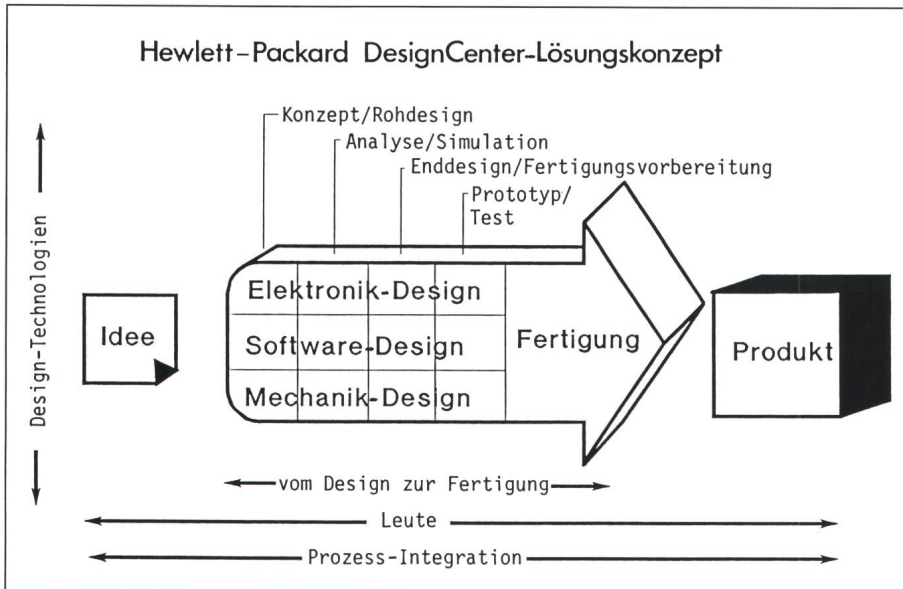 Hewlett-Packard DesignCenter-Lösungskonzept
Konzept/Rohdesign
Analyse/Simulation
Enddesign/Fertigungsvorbereitung
Prototyp/
Test
Design-Technologien
Idee
Elektronik-Design
Software-Design
Mechanik-Design
Fertigung
Produkt
vom Design zur Fertigung
Leute
Prozess-Integration